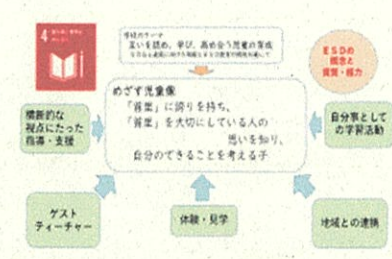 4
学校のテーマ
互いを認め、学び、高め合う児童の育成
ESDの
概念と
資質・能力
めざす児童像
「首里」に誇りを持ち、
「首里」を大切にしている人の
思いを知り、
自分のできることを考える子
横断的な
視点にたった
指導・支援
自分事として
の学習活動
ゲスト
ティーチャー
体験・見学
地域との連携